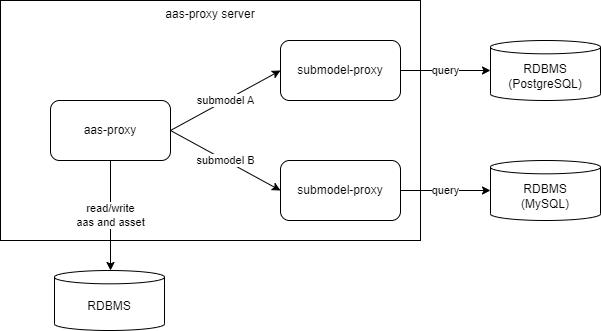 aas-proxy server
submodel-proxy
query
RDBMS
(PostgreSQL)
submodel A
aas-proxy
submodel B
submodel-proxy
query
RDBMS
(MySQL)
read/write
aas and asset
RDBMS